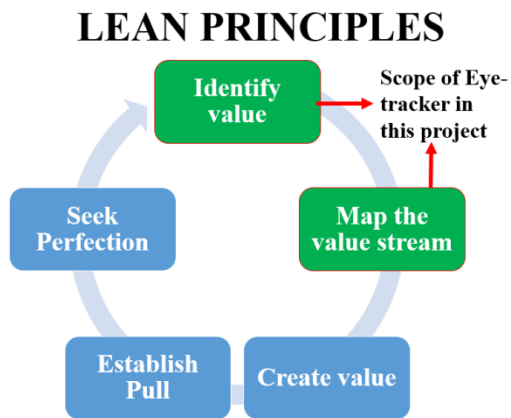 LEAN PRINCIPLES
Identify
value
Scope of Eye-
tracker in
this project
Map the
value stream
Create value
Establish
Pull
Seek
Perfection